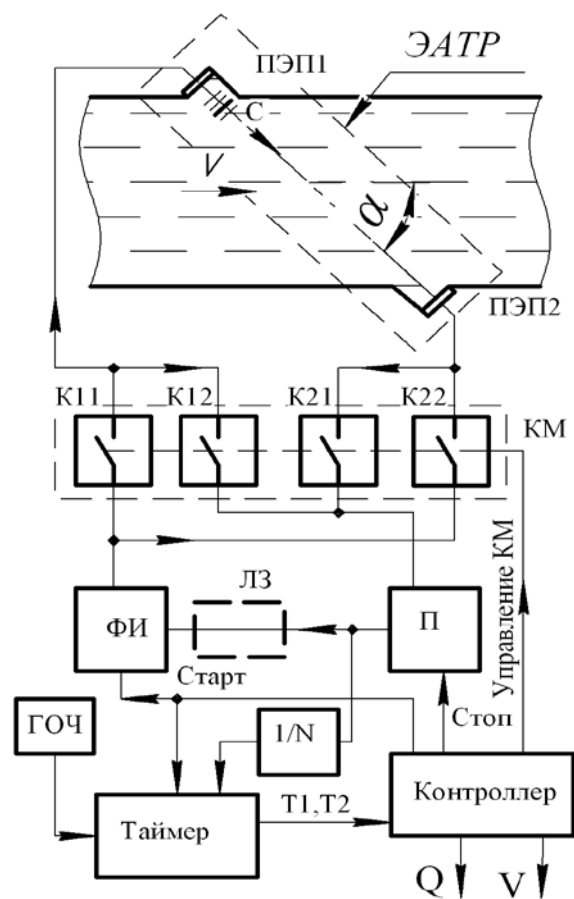 ЭАТР
ПЭП1
С
V
α
ПЭП2
К11 К12 К21 К22
КМ
Управление КМ
ЛЗ
ФИ
П
Старт
Стоп
ГОЧ
1/N
Таймер
Т1,Т2
Контроллер
Q V